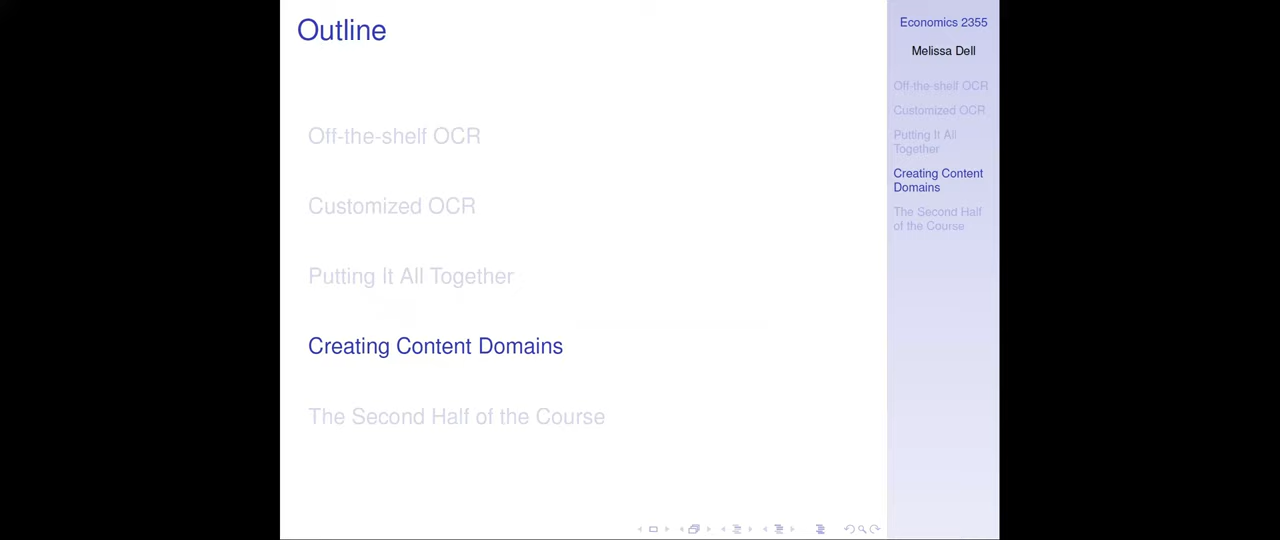 Outline
Off-the-shelf OCR
Customized OCR
Putting It All Together
Creating Content Domains
The Second Half of the Course
Economics 2355
Melissa Dell
Off-the-shelf OCR
Customized OCR
Putting It All
Together
Creating Content
Domains
The Second Half
of the Course